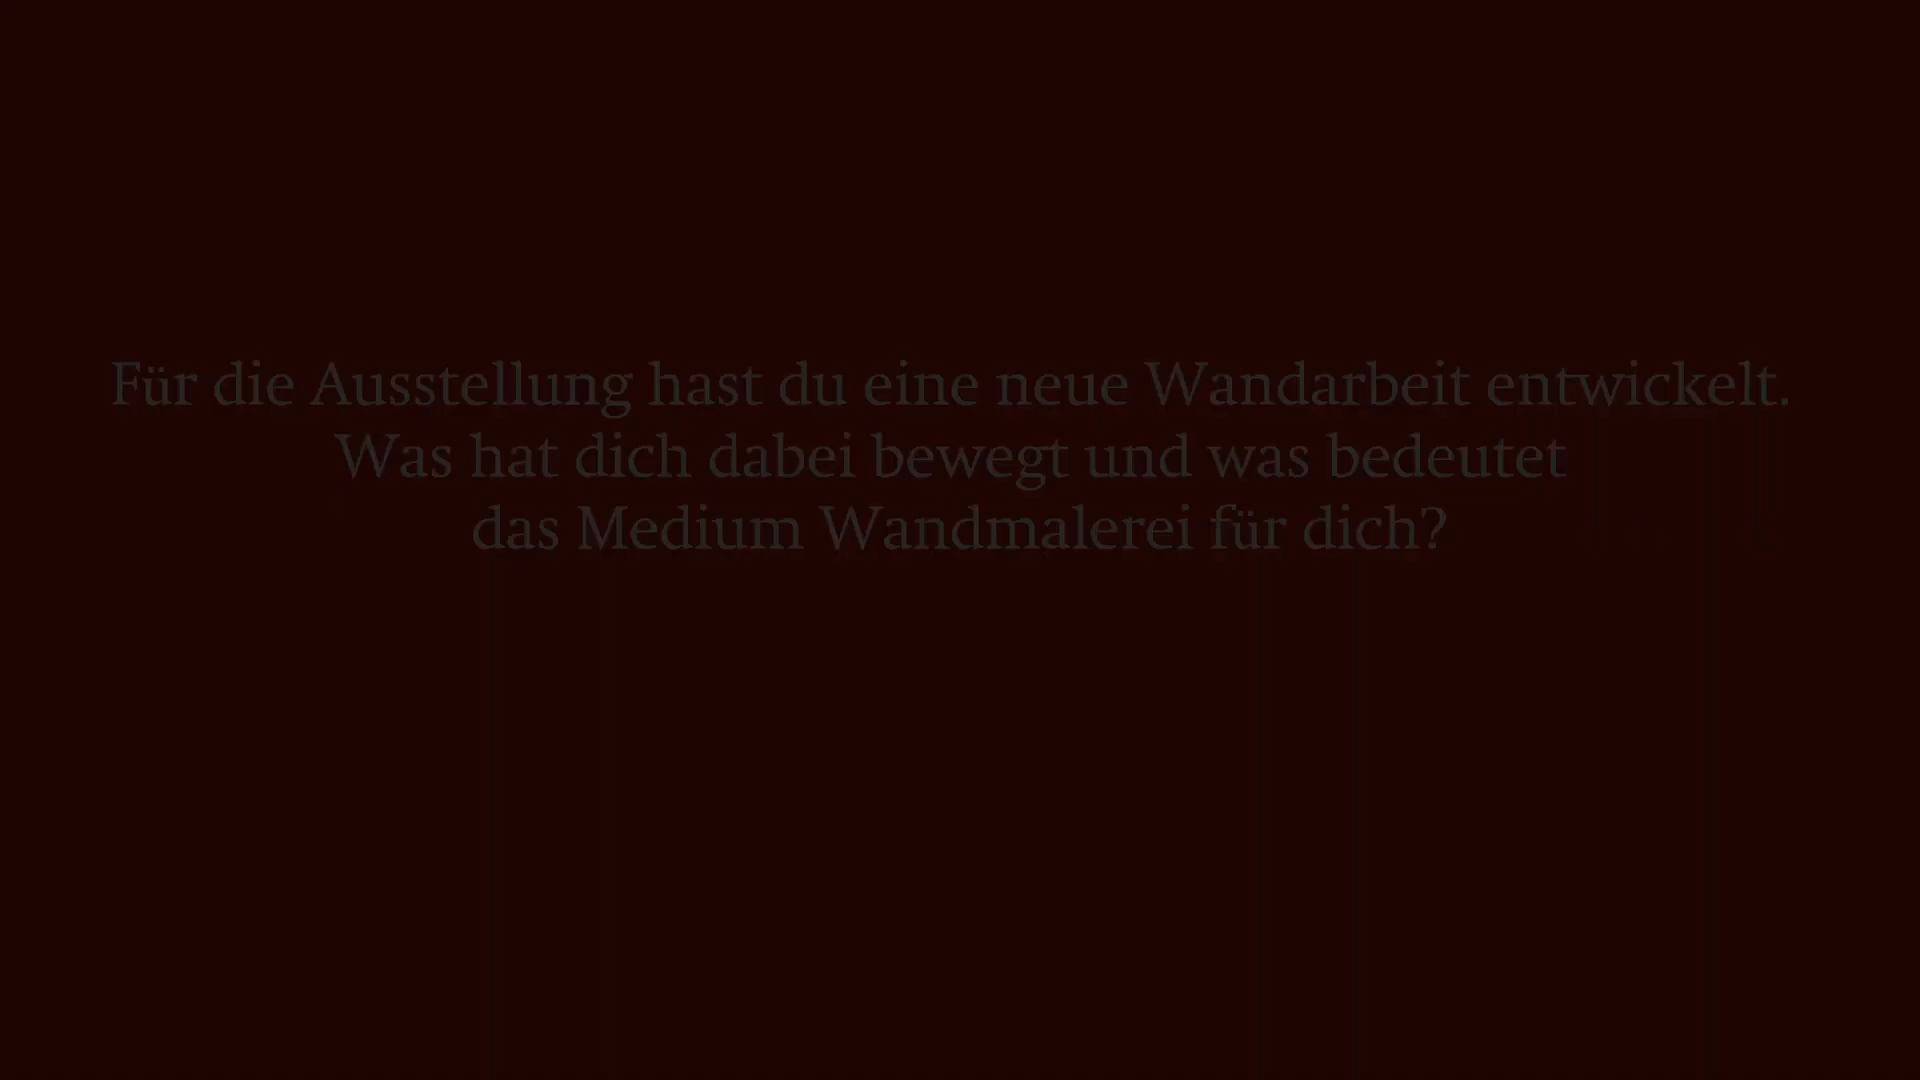 Für die Ausstellung hast du eine neue Wandarbeit entwickelt.
Was hat dich dabei bewegt und was bedeutet
das Medium Wandmalerei für dich?